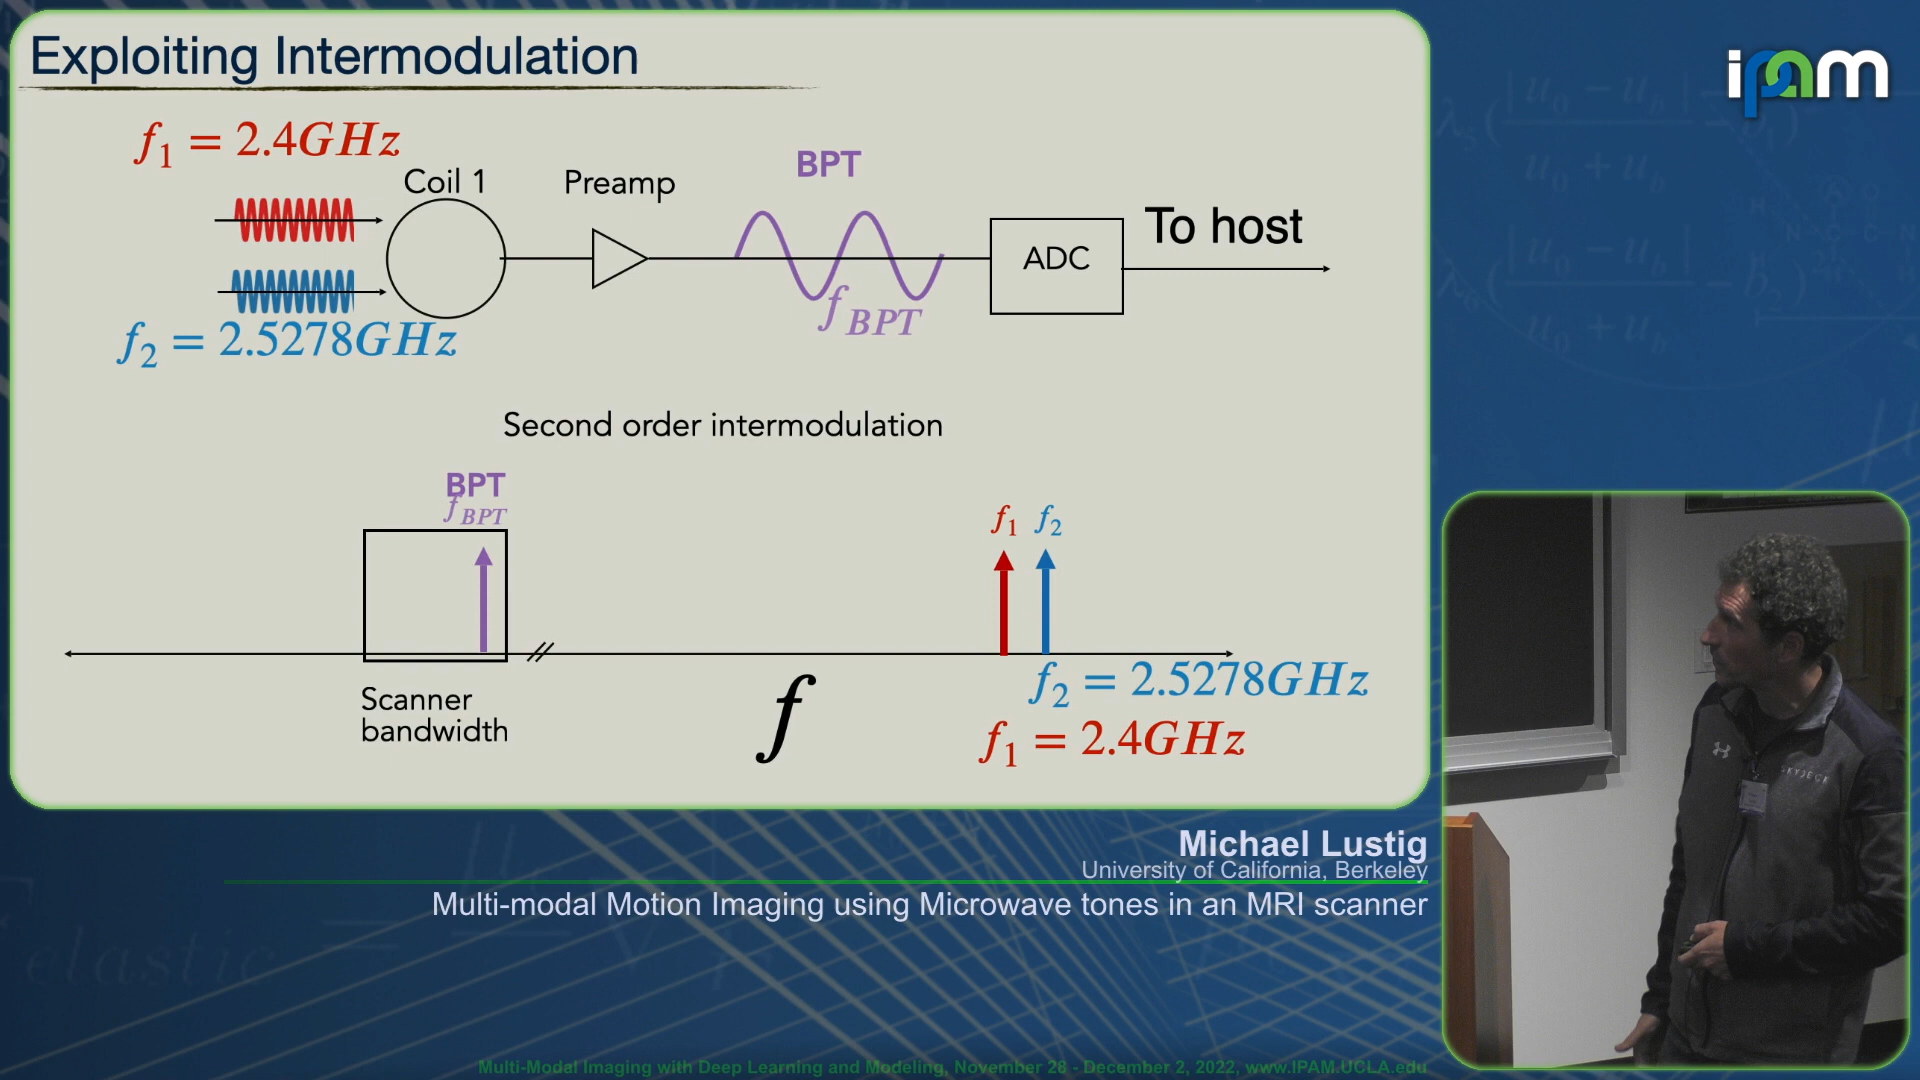 Exploiting Intermodulation
ipam
f1 = 2.4GHz
Coil 1
Preamp
BPT
To host
ADC
fBPT
f2 = 2.5278GHz
Second order intermodulation
BPT
fBPT
f1 f2
f2 = 2.5278GHz
Scanner
bandwidth
f
f1 = 2.4GHz
Michael Lustig
University of California, Berkeley
Multi-modal Motion Imaging using Microwave tones in an MRI scanner
elastic
Multi-Modal Imaging with Deep Learning and Modeling, November 28 - December 2, 2022, www.IPAM.UCLA.edu